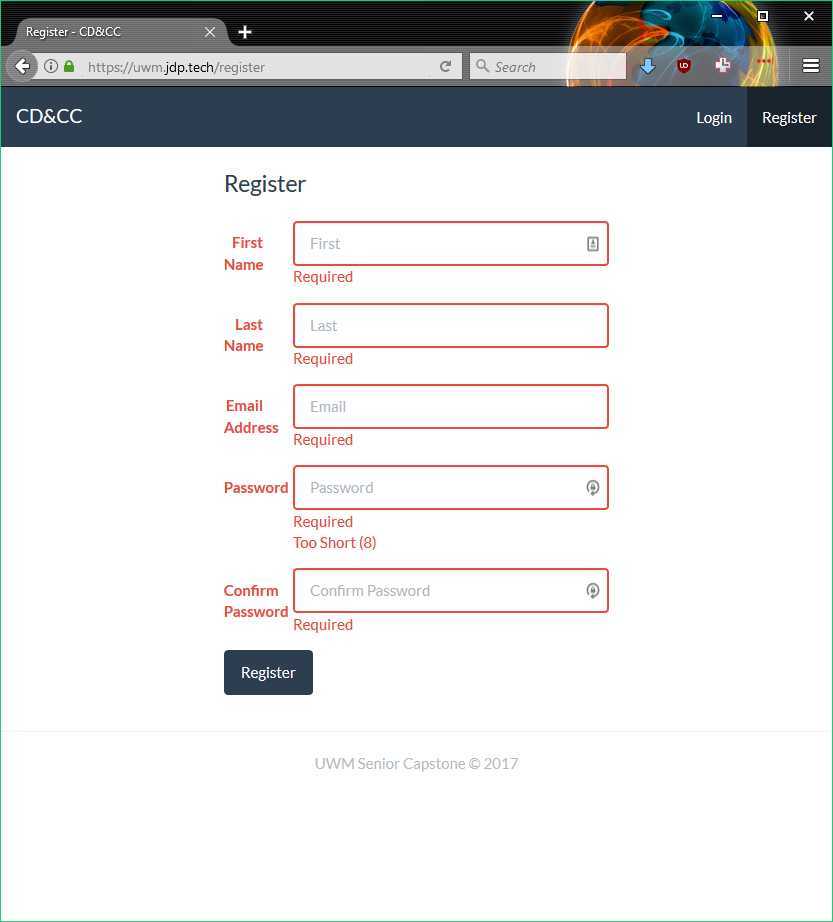 Register - CD&CC
https://uwm.jdp.tech/register
Search
CD&CC
Login
Register
Register
First
Name
First
Required
Last
Name
Last
Required
Email
Address
Email
Required
Password
Password
Required
Too Short (8)
Confirm
Password
Confirm Password
Required
Register
UWM Senior Capstone © 2017